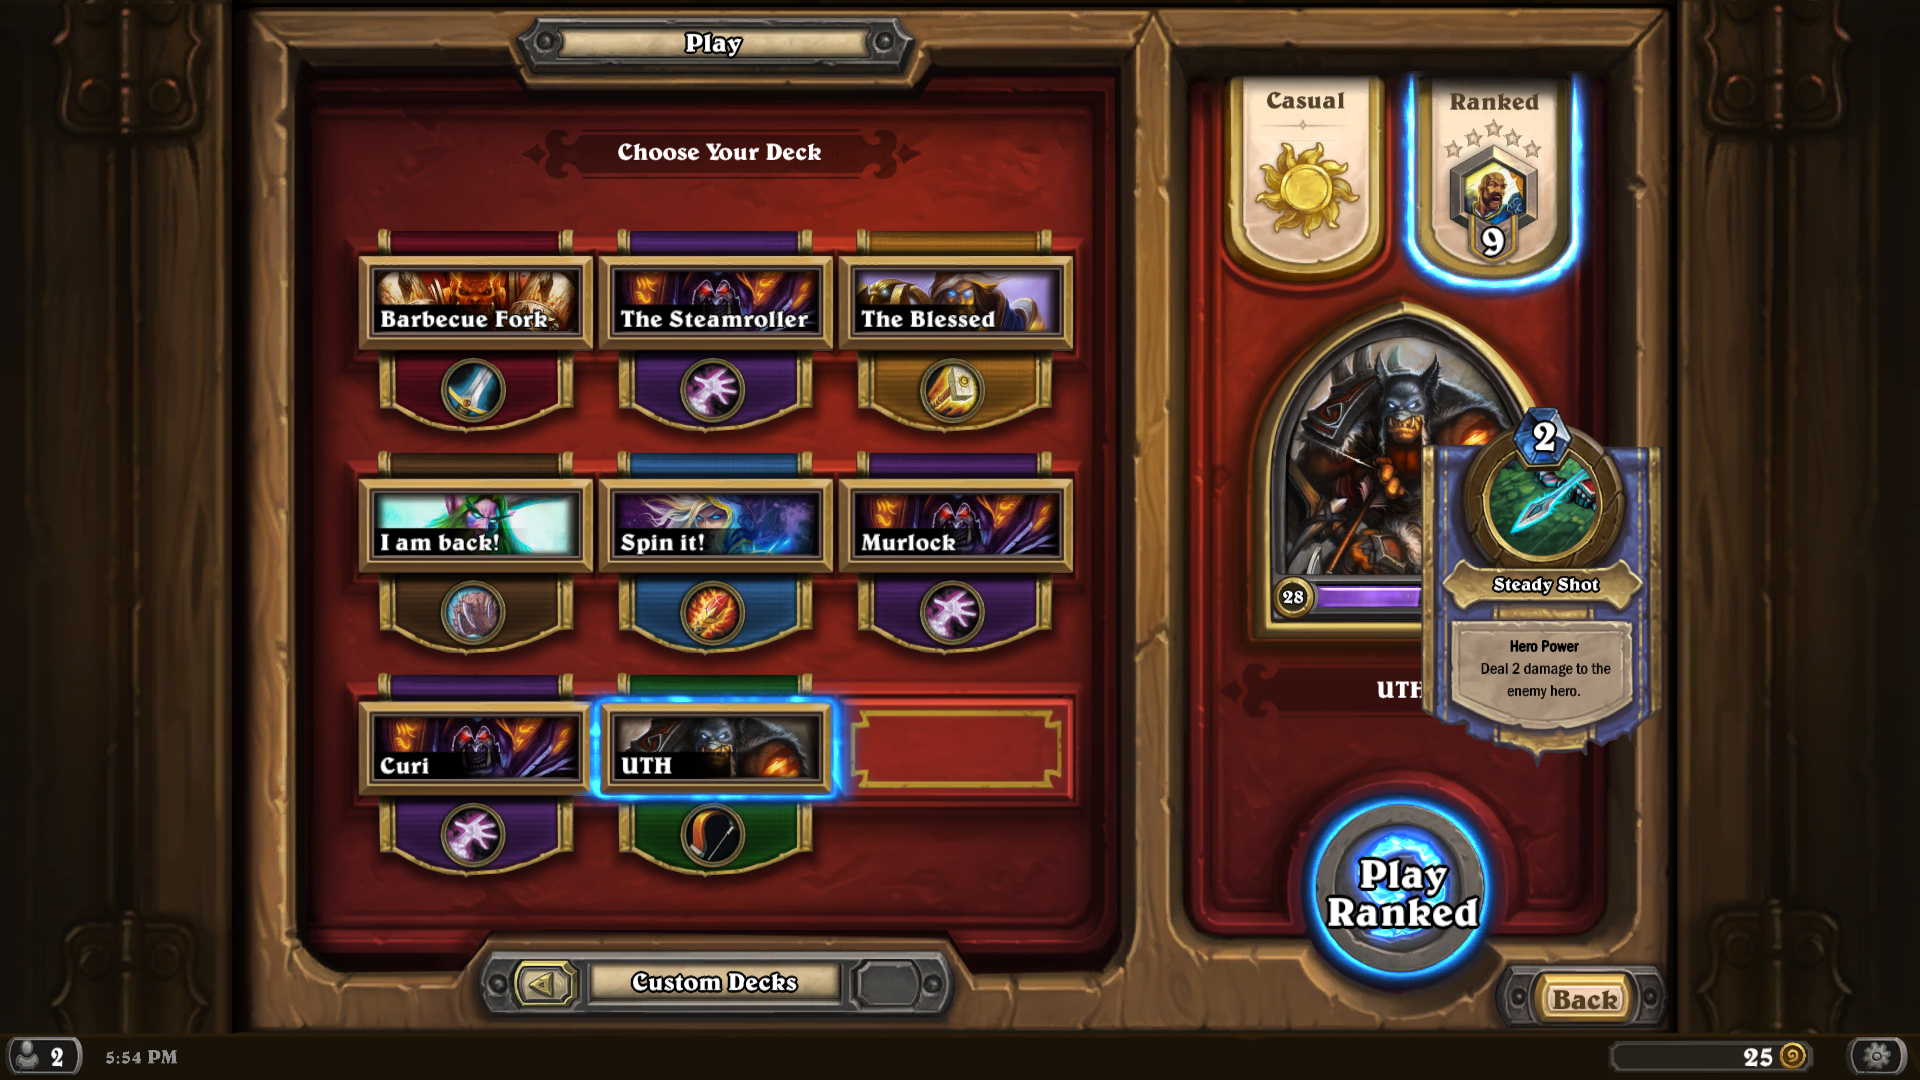 Play
Choose Your Deck
Barbecue Fork
The Steamroller
The Blessed
I am back!
Spin it!
Murlock
Curi
UTH
Custom Decks
Casual
Ranked
9
28
UTH
2
Steady Shot
Hero Power
Deal 2 damage to the
enemy hero.
Play
Ranked
Back
2
5:54 PM
25